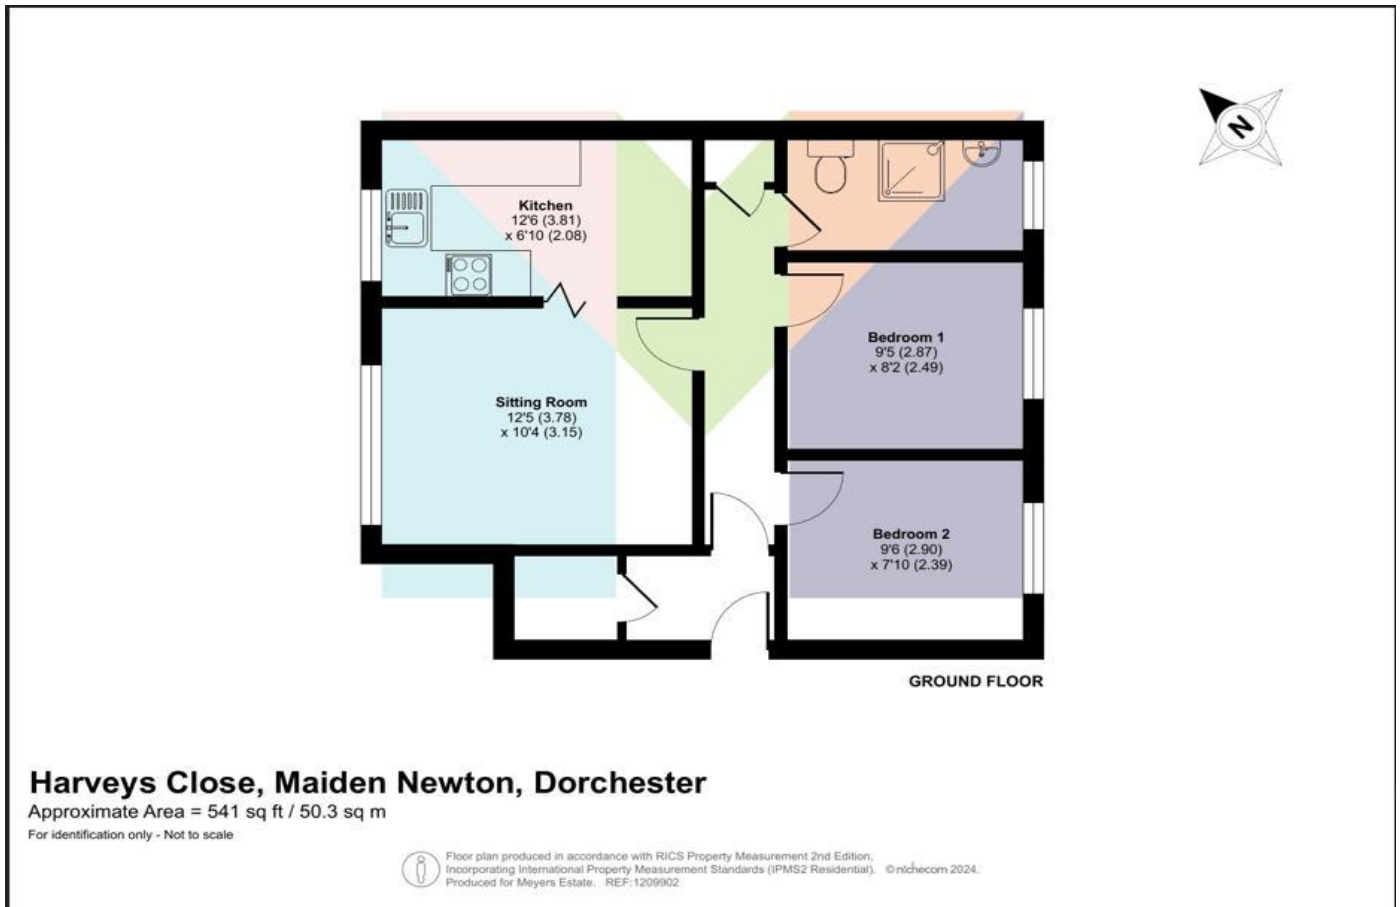 N
Kitchen
12'6 (3.81)
x 6'10 (2.08)
Bedroom 1
9'5 (2.87)
x 8'2 (2.49)
Sitting Room
12'5 (3.78)
x 10'4 (3.15)
Bedroom 2
9'6 (2.90)
x 7'10 (2.39)
GROUND FLOOR
Harveys Close, Maiden Newton, Dorchester
Approximate Area = 541 sq ft / 50.3 sq m
For identification only - Not to scale
Floor plan produced in accordance with RICS Property Measurement 2nd Edition,
Incorporating International Property Measurement Standards (IPMS2 Residential). © nichecom 2024.
Produced for Meyers Estate. REF: 1209902